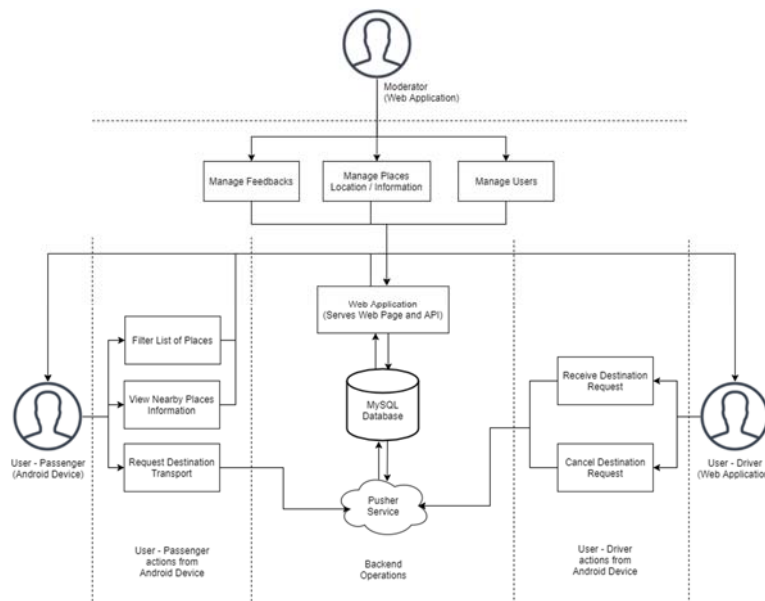 Moderator
(Web Application)
Manage Feedbacks
Manage Places
Location / Information
Manage Users
Web Application
(Serves Web Page and API)
Filter List of Places
View Nearby Places
Information
Request Destination
Transport
User - Passenger
(Android Device)
MySQL
Database
Pusher
Service
Receive Destination
Request
Cancel Destination
Request
User - Driver
(Web Application
User - Passenger
actions from
Android Device
Backend
Operations
User - Driver
actions from
Android Device